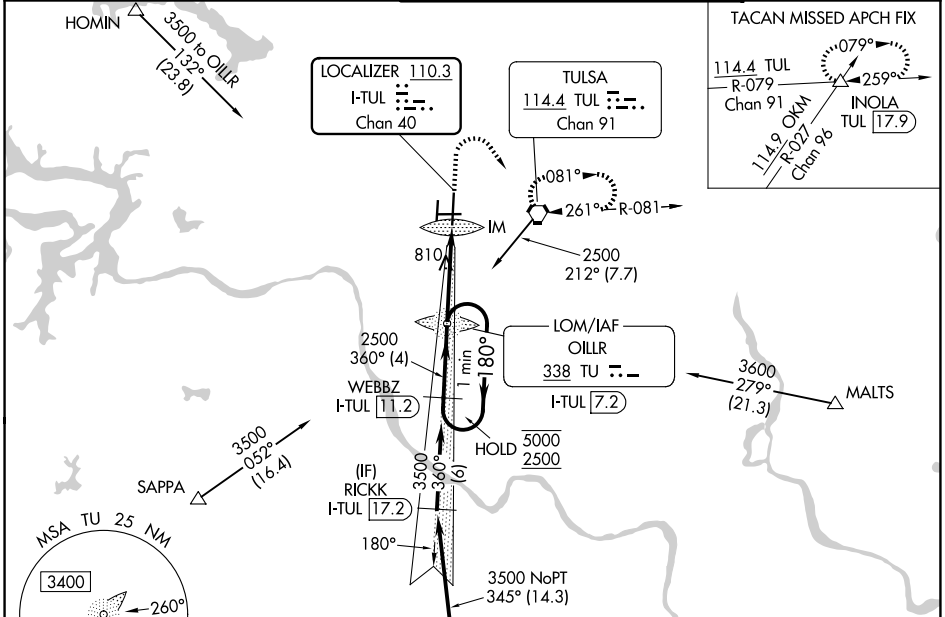 HOMIN
3500 to OILLR
132°
(23.8)
LOCALIZER 110.3
I-TUL
Chan 40
TULSA
114.4 TUL
Chan 91
TACAN MISSED APCH FIX
079°
114.4 TUL
R-079
Chan 91
259°
INOLA
TUL 17.9
114.9 OKM
R-027
Chan 96
081°
261°
R-081
IM
810
2500
212° (7.7)
2500
360° (4)
1 min
180°
LOM/IAF
OILLR
338 TU
I-TUL 7.2
WEBBZ
I-TUL 11.2
HOLD
5000
2500
3600
279°
(21.3)
MALTS
3500
052°
(16.4)
SAPPA
(IF)
RICKK
I-TUL 17.2
3500
360°
(6)
180°
3500 NoPT
345° (14.3)
MSA TU 25 NM
3400
260°